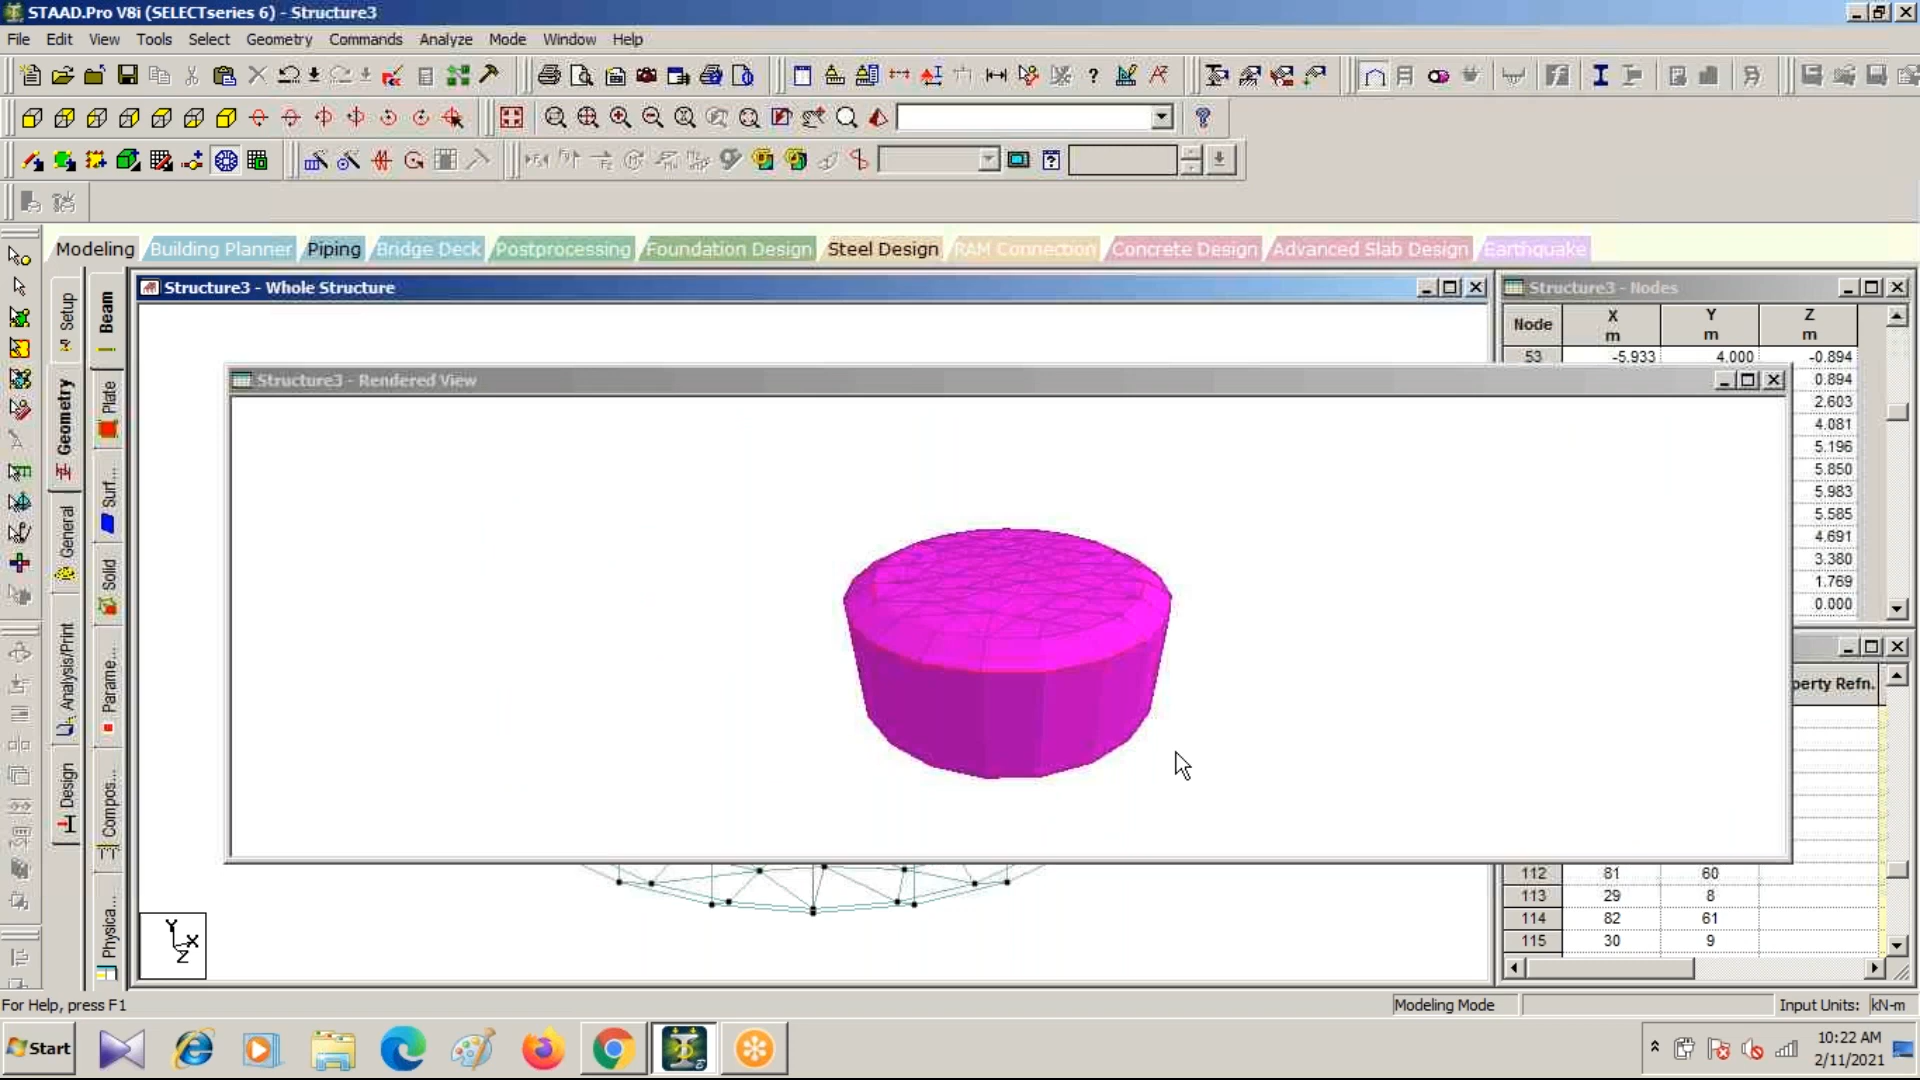 STAAD.Pro V8i (SELECTseries 6) - Structure3
File Edit View Tools Select Geometry Commands Analyze Mode Window Help
Modeling Building Planner Piping Bridge Deck Postprocessing Foundation Design Steel Design RAM Connection Concrete Design Advanced Slab Design Earthquake
Setup
Geometry
General
Analysis/Print
Design
Beam
Plate
Surf...
Solid
Parame...
Compos...
Physica...
Structure3 - Whole Structure
Structure3 - Rendered View
Y
X
Z
Structure3 - Nodes
Node X Y Z
m m m
53 -5.933 4.000 -0.894
0.894
2.603
4.081
5.196
5.850
5.983
5.585
4.691
3.380
1.769
0.000
perty Refn.
112 81 60
113 29 8
114 82 61
115 30 9
For Help, press F1
Modeling Mode
Input Units: kN-m
Start
10:22 AM
2/11/2021